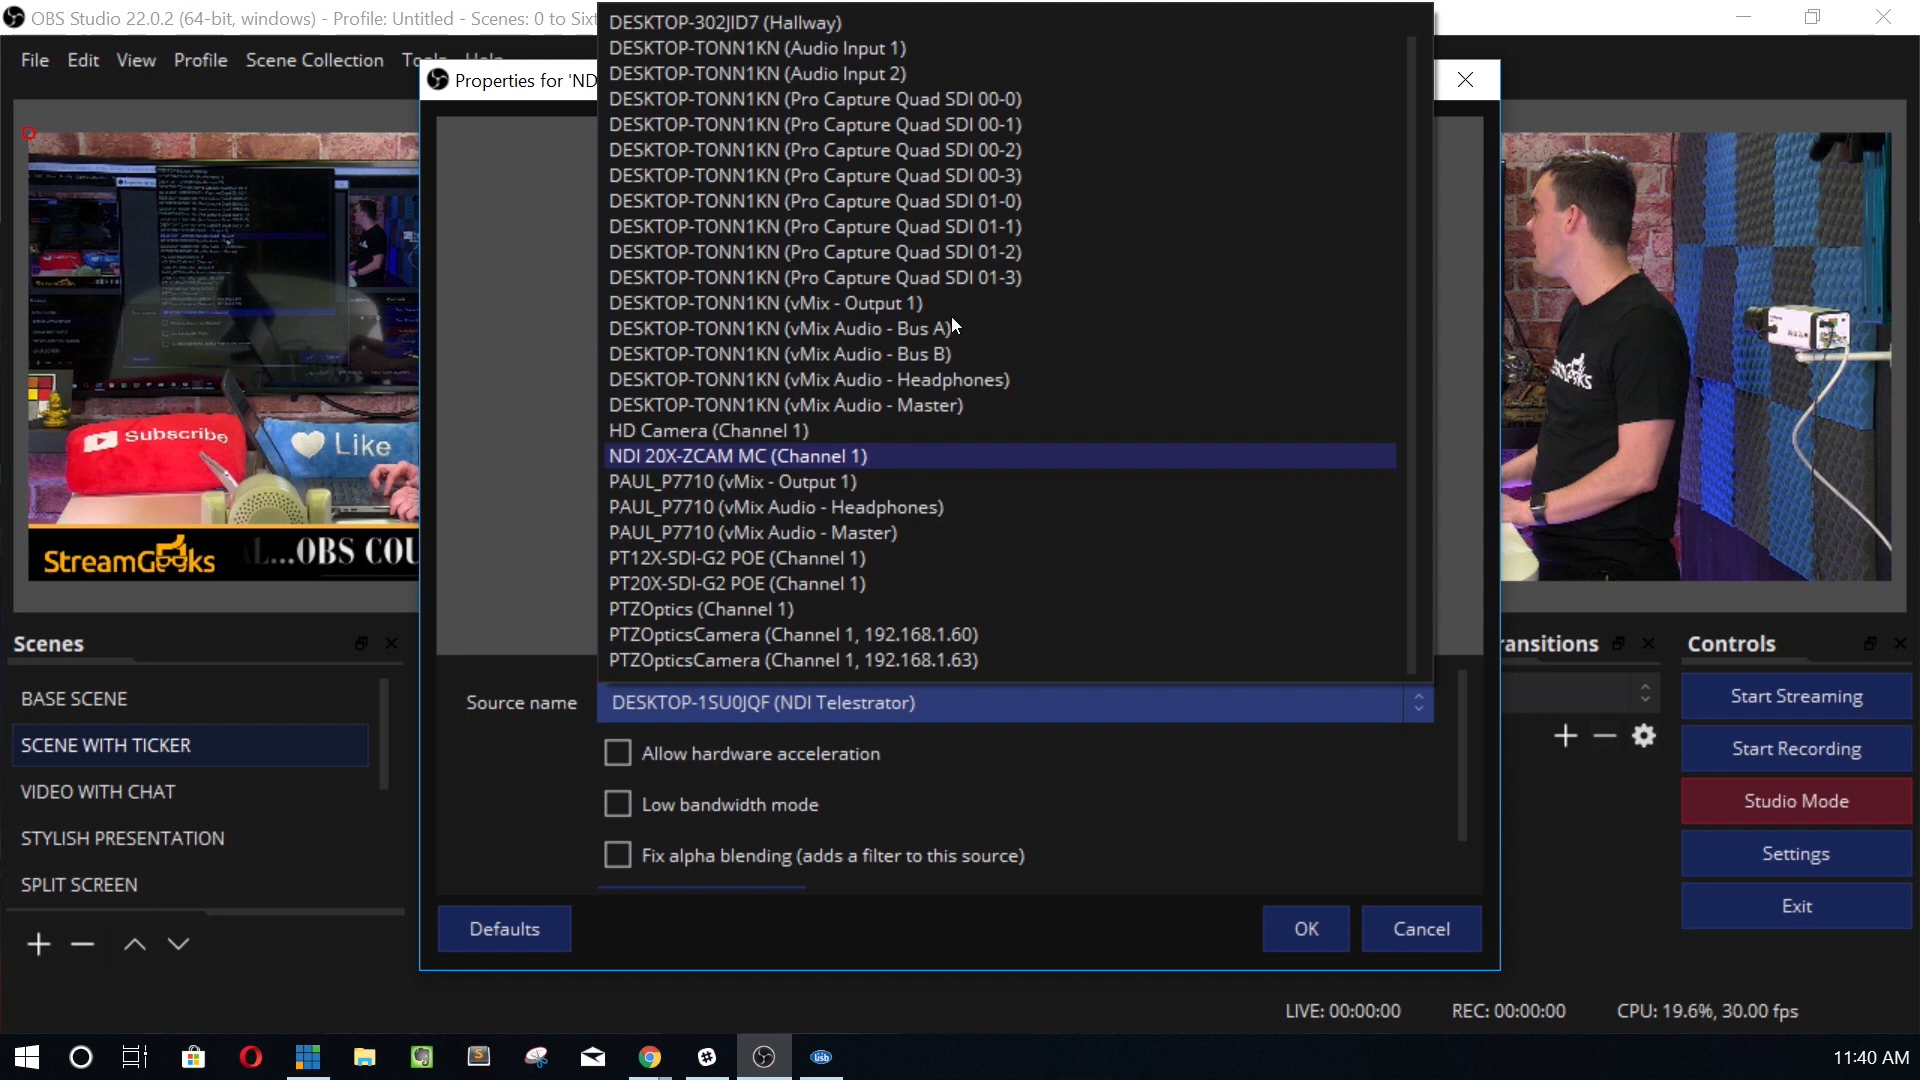 OBS Studio 22.0.2 (64-bit, windows) - Profile: Untitled - Scenes: 0 to Sixt
File Edit View Profile Scene Collection Tools Help
Properties for 'ND
DESKTOP-302JID7 (Hallway)
DESKTOP-TONN1KN (Audio Input 1)
DESKTOP-TONN1KN (Audio Input 2)
DESKTOP-TONN1KN (Pro Capture Quad SDI 00-0)
DESKTOP-TONN1KN (Pro Capture Quad SDI 00-1)
DESKTOP-TONN1KN (Pro Capture Quad SDI 00-2)
DESKTOP-TONN1KN (Pro Capture Quad SDI 00-3)
DESKTOP-TONN1KN (Pro Capture Quad SDI 01-0)
DESKTOP-TONN1KN (Pro Capture Quad SDI 01-1)
DESKTOP-TONN1KN (Pro Capture Quad SDI 01-2)
DESKTOP-TONN1KN (Pro Capture Quad SDI 01-3)
DESKTOP-TONN1KN (vMix - Output 1)
DESKTOP-TONN1KN (vMix Audio - Bus A)
DESKTOP-TONN1KN (vMix Audio - Bus B)
DESKTOP-TONN1KN (vMix Audio - Headphones)
DESKTOP-TONN1KN (vMix Audio - Master)
HD Camera (Channel 1)
NDI 20X-ZCAM MC (Channel 1)
PAUL_P7710 (vMix - Output 1)
PAUL_P7710 (vMix Audio - Headphones)
PAUL_P7710 (vMix Audio - Master)
PT12X-SDI-G2 POE (Channel 1)
PT20X-SDI-G2 POE (Channel 1)
PTZOptics (Channel 1)
PTZOpticsCamera (Channel 1, 192.168.1.60)
PTZOpticsCamera (Channel 1, 192.168.1.63)
Source name DESKTOP-1SU0JQF (NDI Telestrator)
Allow hardware acceleration
Low bandwidth mode
Fix alpha blending (adds a filter to this source)
Defaults OK Cancel
Subscribe
Like
StreamGeeks
L...OBS COU
Scenes
BASE SCENE
SCENE WITH TICKER
VIDEO WITH CHAT
STYLISH PRESENTATION
SPLIT SCREEN
ransitions
Controls
Start Streaming
Start Recording
Studio Mode
Settings
Exit
LIVE: 00:00:00 REC: 00:00:00 CPU: 19.6%, 30.00 fps
11:40 AM